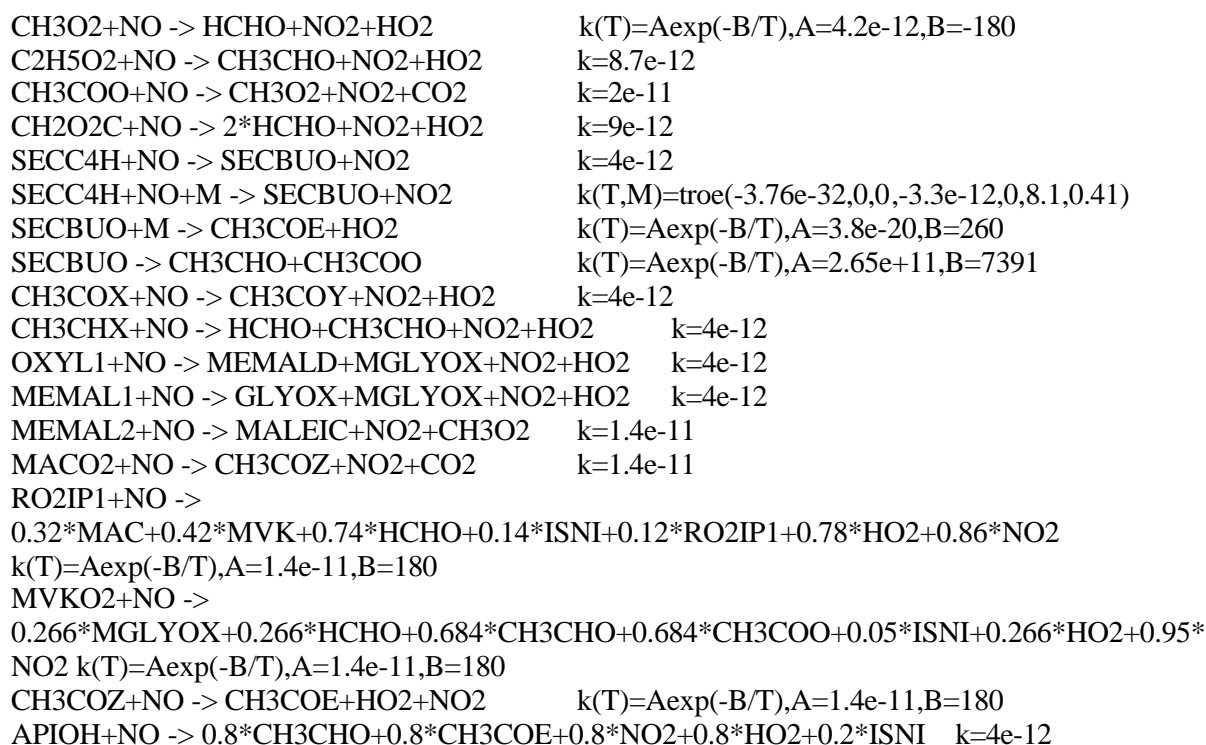 CH3O2+NO -> HCHO+NO2+HO2 k(T)=Aexp(-B/T),A=4.2e-12,B=-180
C2H5O2+NO -> CH3CHO+NO2+HO2 k=8.7e-12
CH3COO+NO -> CH3O2+NO2+CO2 k=2e-11
CH2O2C+NO -> 2*HCHO+NO2+HO2 k=9e-12
SECC4H+NO -> SECBUO+NO2 k=4e-12
SECC4H+NO+M -> SECBUO+NO2 k(T,M)=troe(-3.76e-32,0,0,-3.3e-12,0,8.1,0.41)
SECBUO+M -> CH3COE+HO2 k(T)=Aexp(-B/T),A=3.8e-20,B=260
SECBUO -> CH3CHO+CH3COO k(T)=Aexp(-B/T),A=2.65e+11,B=7391
CH3COX+NO -> CH3COY+NO2+HO2 k=4e-12
CH3CHX+NO -> HCHO+CH3CHO+NO2+HO2 k=4e-12
OXYL1+NO -> MEMALD+MGLYOX+NO2+HO2 k=4e-12
MEMAL1+NO -> GLYOX+MGLYOX+NO2+HO2 k=4e-12
MEMAL2+NO -> MALEIC+NO2+CH3O2 k=1.4e-11
MACO2+NO -> CH3COZ+NO2+CO2 k=1.4e-11
RO2IP1+NO ->
0.32*MAC+0.42*MVK+0.74*HCHO+0.14*ISNI+0.12*RO2IP1+0.78*HO2+0.86*NO2
k(T)=Aexp(-B/T),A=1.4e-11,B=180
MVKO2+NO ->
0.266*MGLYOX+0.266*HCHO+0.684*CH3CHO+0.684*CH3COO+0.05*ISNI+0.266*HO2+0.95*
NO2 k(T)=Aexp(-B/T),A=1.4e-11,B=180
CH3COZ+NO -> CH3COE+HO2+NO2 k(T)=Aexp(-B/T),A=1.4e-11,B=180
APIOH+NO -> 0.8*CH3CHO+0.8*CH3COE+0.8*NO2+0.8*HO2+0.2*ISNI k=4e-12